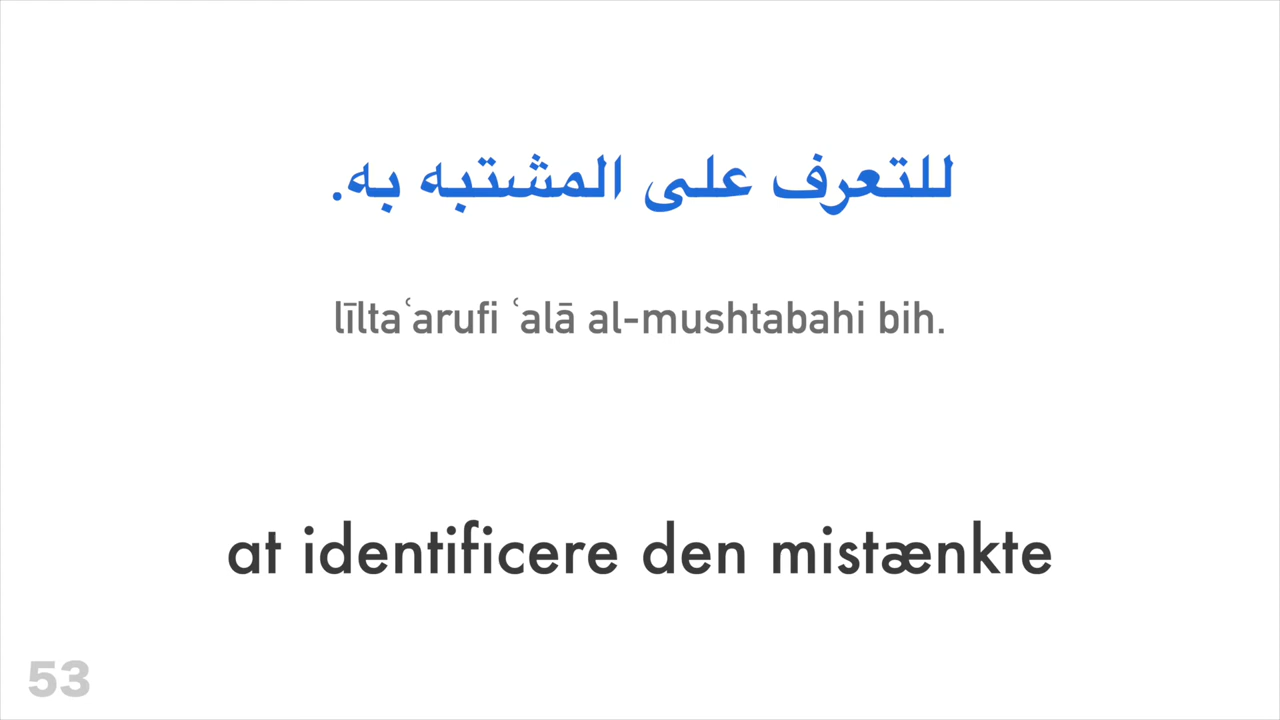 للتعرف على المشتبه به.
līltaʿarufi ʿalā al-mushtabahi bih.
at identificere den mistænkte
53